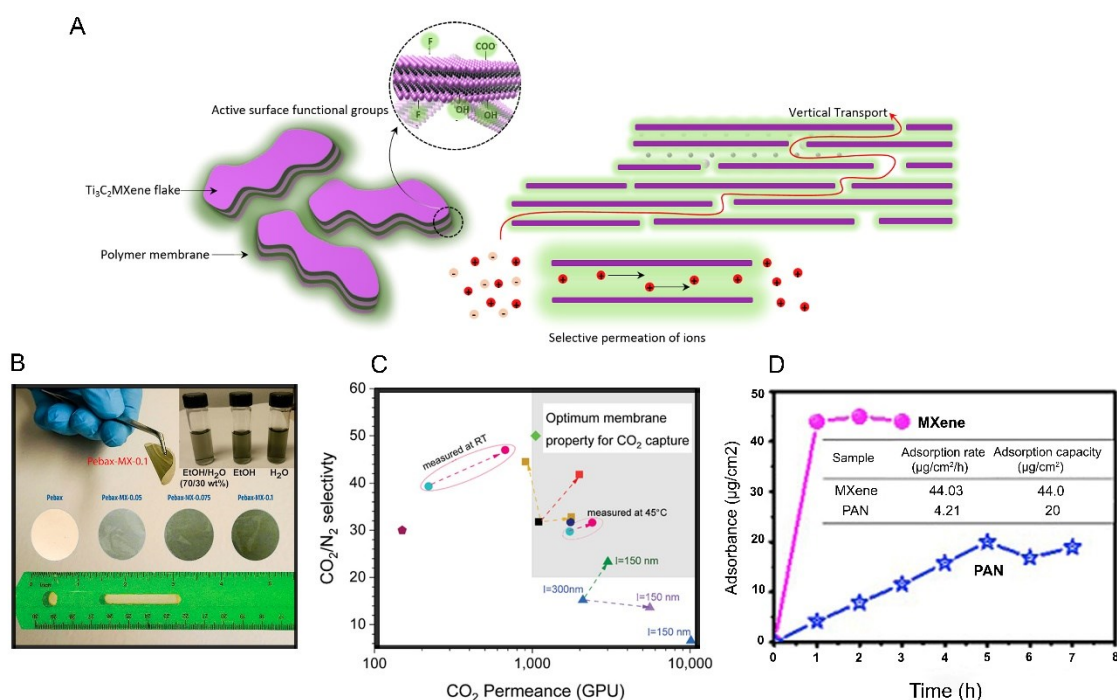 A
Active surface functional groups
F
COO
F
OH
OH
Ti₃C₂MXene flake
Polymer membrane
Vertical Transport
Selective permeation of ions
B
Pebax-MX-0.1
EtOH/H₂O
(70/30 wt%)
EtOH
H₂O
Pebax
Pebax-MX-0.05
Pebax-MX-0.075
Pebax-MX-0.1
C
CO₂/N₂ selectivity
60
50
40
30
20
10
100
1,000
10,000
CO₂ Permeance (GPU)
Optimum membrane
property for CO₂ capture
measured at RT
measured at 45°C
l=150 nm
l=300nm
l=150 nm
l=150 nm
D
Adsorbance (µg/cm2)
50
40
30
20
10
0
0 1 2 3 4 5 6 7 8
Time (h)
MXene
PAN
Sample Adsorption rate (µg/cm²/h) Adsorption capacity (µg/cm²)
MXene 44.03 44.0
PAN 4.21 20